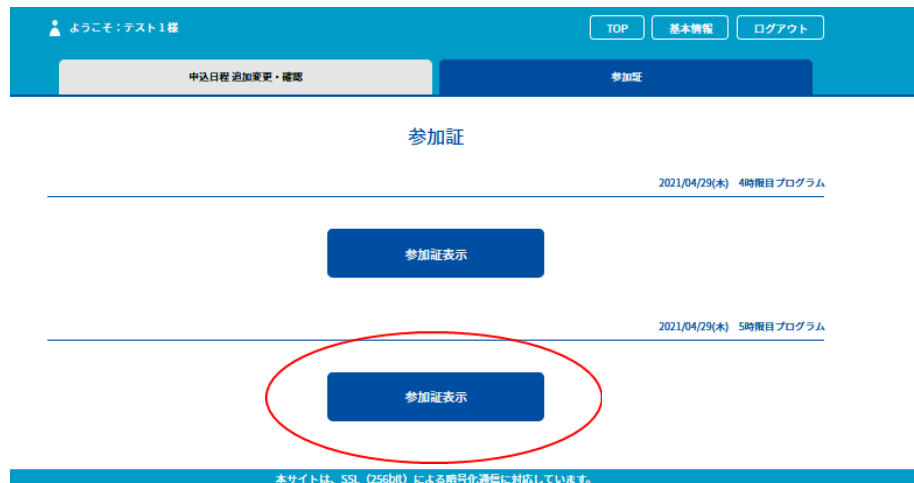 ようこそ：テスト１様
TOP 基本情報 ログアウト
申込日程 追加変更・確認 参加証
参加証
2021/04/29(木) 4時限目プログラム
参加証表示
2021/04/29(木) 5時限目プログラム
参加証表示
本サイトは、SSL（256bit）による暗号化通信に対応しています。